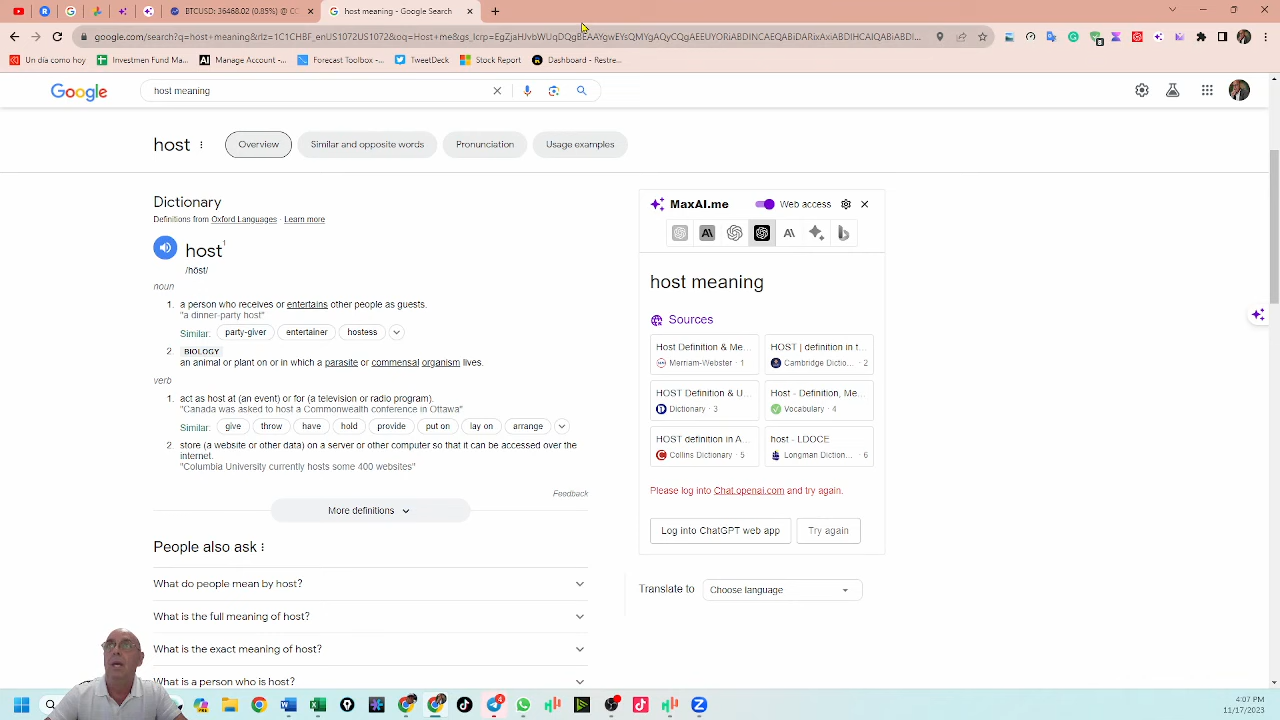 BTCUSD: 36468.02 (0.85%) @ CO
host meaning - Google Search
google.com/search?q=host+meaning&rlz=1C1CHBF_enUS1072US1072&oq=Host+me&gs_lcrp=
Un dia como hoy
Investmen Fund Ma...
Manage Account -...
Forecast Toolbox -...
TweetDeck
Stock Report
Dashboard - Restre...
Google
host meaning
host
Overview
Similar and opposite words
Pronunciation
Usage examples
Dictionary
Definitions from Oxford Languages · Learn more
host1
/hōst/
noun
1. a person who receives or entertains other people as guests.
"a dinner-party host"
Similar: party-giver entertainer hostess
2. BIOLOGY
an animal or plant on or in which a parasite or commensal organism lives.
verb
1. act as host at (an event) or for (a television or radio program).
"Canada was asked to host a Commonwealth conference in Ottawa"
Similar: give throw have hold provide put on lay on arrange
2. store (a website or other data) on a server or other computer so that it can be accessed over the
internet.
"Columbia University currently hosts some 400 websites"
Feedback
More definitions
People also ask
What do people mean by host?
What is the full meaning of host?
What is the exact meaning of host?
What is a person who is host?
MaxAI.me
Web access
host meaning
Sources
Host Definition & Me...
Merriam-Webster · 1
HOST | definition in t...
Cambridge Dictio... · 2
HOST Definition & U...
Dictionary · 3
Host - Definition, Me...
Vocabulary · 4
HOST definition in A...
Collins Dictionary · 5
host - LDOCE
Longman Diction... · 6
Please log into Chat.openai.com and try again.
Log into ChatGPT web app
Try again
Translate to
Choose language
4:07 PM
11/17/2023